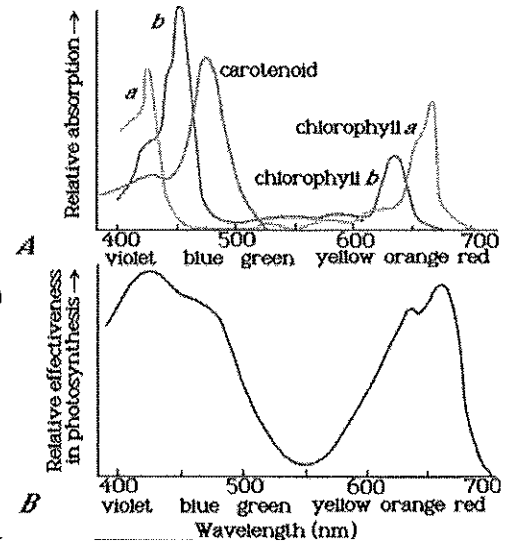 Relative absorption →
a
b
carotenoid
chlorophyll a
chlorophyll b
A
400 500 600 700
violet blue green yellow orange red
Relative effectiveness
in photosynthesis →
400 500 600 700
B
violet blue green yellow orange red
Wavelength (nm)